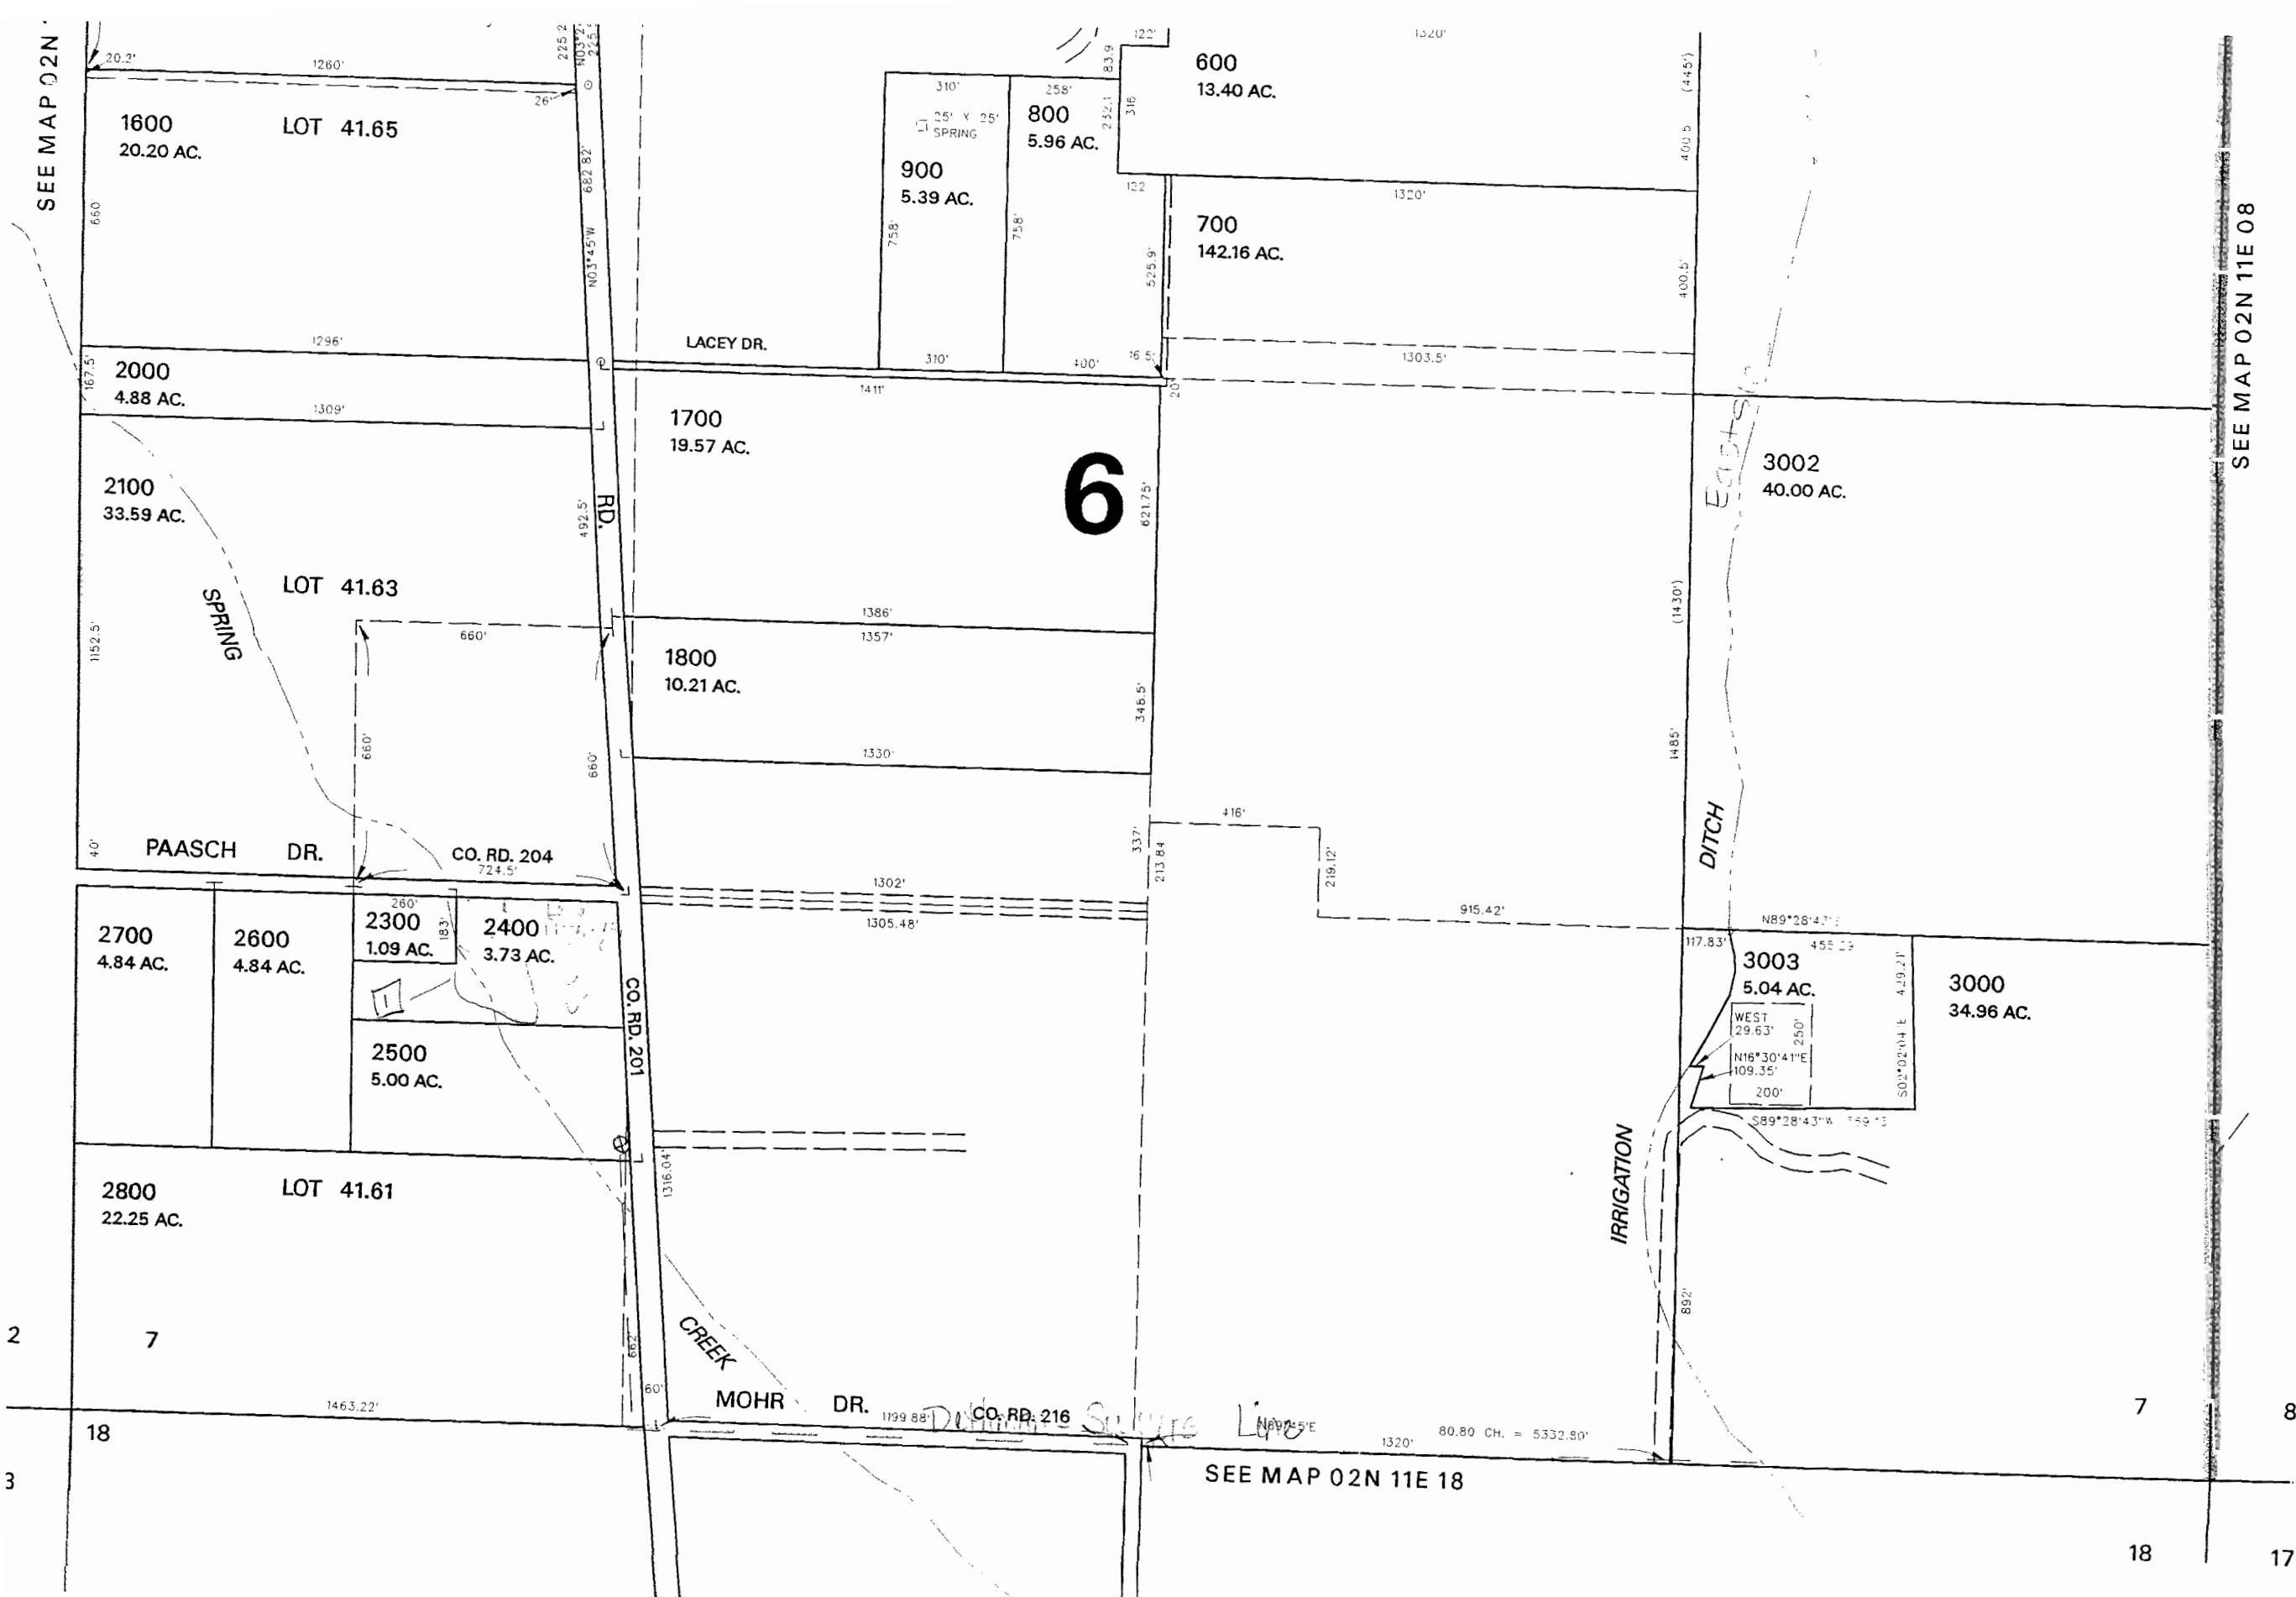 SEE MAP 02N
20.2'
1260'
26'
225.2
682.82'
N03°45'W
1600
20.20 AC.
LOT 41.65
660'
1296'
167.5'
2000
4.88 AC.
1309'
2100
33.59 AC.
LOT 41.63
SPRING
1152.5'
492.5'
RD.
660'
660'
660'
40'
PAASCH DR.
CO. RD. 204
724.5'
122'
83.9
232.1
316
600
13.40 AC.
1320'
(445')
400.5
310'
258'
25' X 25'
SPRING
800
5.96 AC.
900
5.39 AC.
758'
758'
122
1320'
700
142.16 AC.
525.9'
400.5'
LACEY DR.
310'
400'
16.5'
1303.5'
1411'
20'
1700
19.57 AC.
6
621.75'
1386'
1357'
1800
10.21 AC.
348.5'
1330'
(1430')
1485'
3002
40.00 AC.
SEE MAP 02N 11E 08
DITCH
416'
337'
213.84
219.12'
915.42'
1302'
1305.48'
N89°28'43"
117.83'
3003
5.04 AC.
WEST
29.63'
250'
N16°30'41"E
109.35'
200'
S02°02'04"E 429.21'
S89°28'43"W
3000
34.96 AC.
2700
4.84 AC.
2600
4.84 AC.
260'
2300
1.09 AC.
183'
2400
3.73 AC.
2500
5.00 AC.
CO. RD. 201
1316.04'
2800
22.25 AC.
LOT 41.61
IRRIGATION
892'
2
7
662'
60'
CREEK
1463.22'
MOHR DR.
1199.88'
CO. RD. 216
Line
1320'
80.80 CH. = 5332.80'
7
8
18
3
SEE MAP 02N 11E 18
18
17